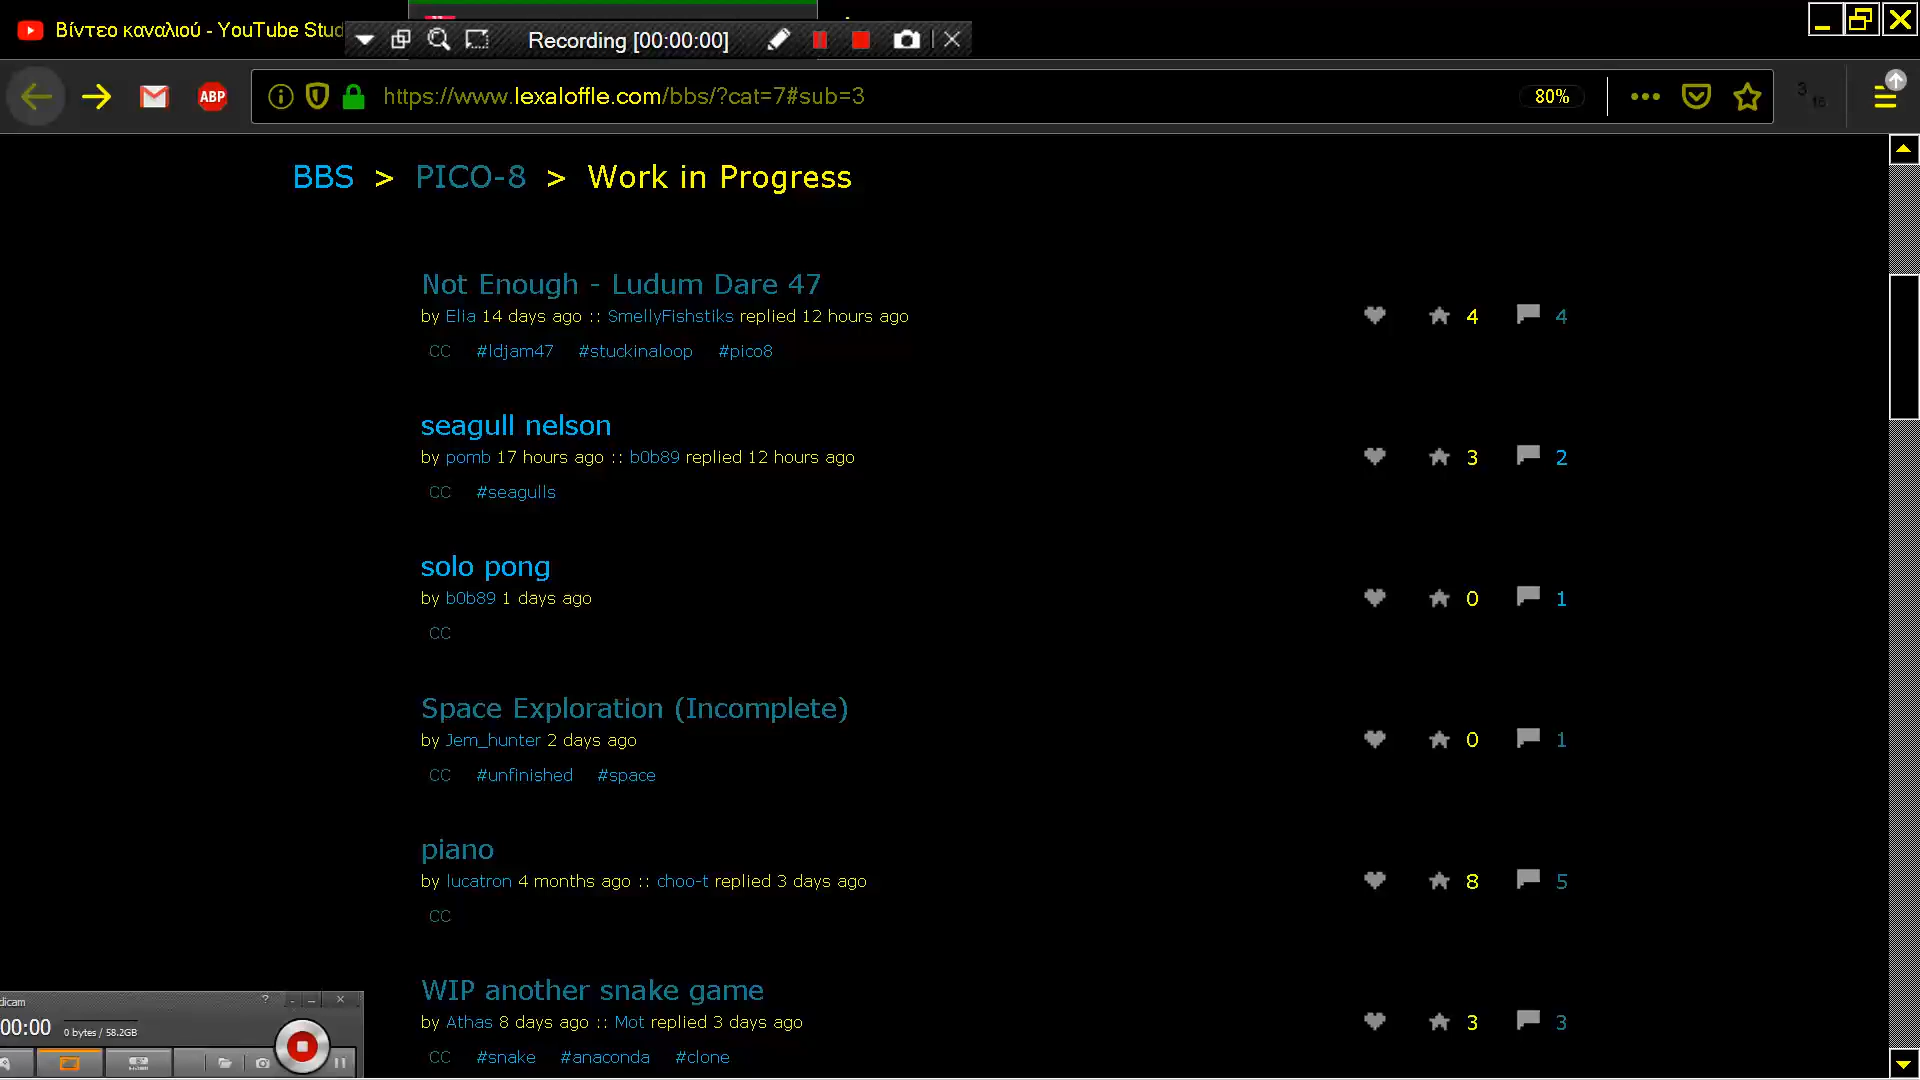 Βίντεο καναλιού - YouTube Stud
Recording [00:00:00]
ABP
https://www.lexaloffle.com/bbs/?cat=7#sub=3
80%
BBS > PICO-8 > Work in Progress
Not Enough - Ludum Dare 47
by Elia 14 days ago :: SmellyFishstiks replied 12 hours ago
4 4
CC #ldjam47 #stuckinaloop #pico8
seagull nelson
by pomb 17 hours ago :: b0b89 replied 12 hours ago
3 2
CC #seagulls
solo pong
by b0b89 1 days ago
0 1
CC
Space Exploration (Incomplete)
by Jem_hunter 2 days ago
0 1
CC #unfinished #space
piano
by lucatron 4 months ago :: choo-t replied 3 days ago
8 5
CC
WIP another snake game
by Athas 8 days ago :: Mot replied 3 days ago
3 3
CC #snake #anaconda #clone
dicam
00:00 0 bytes / 58.2GB